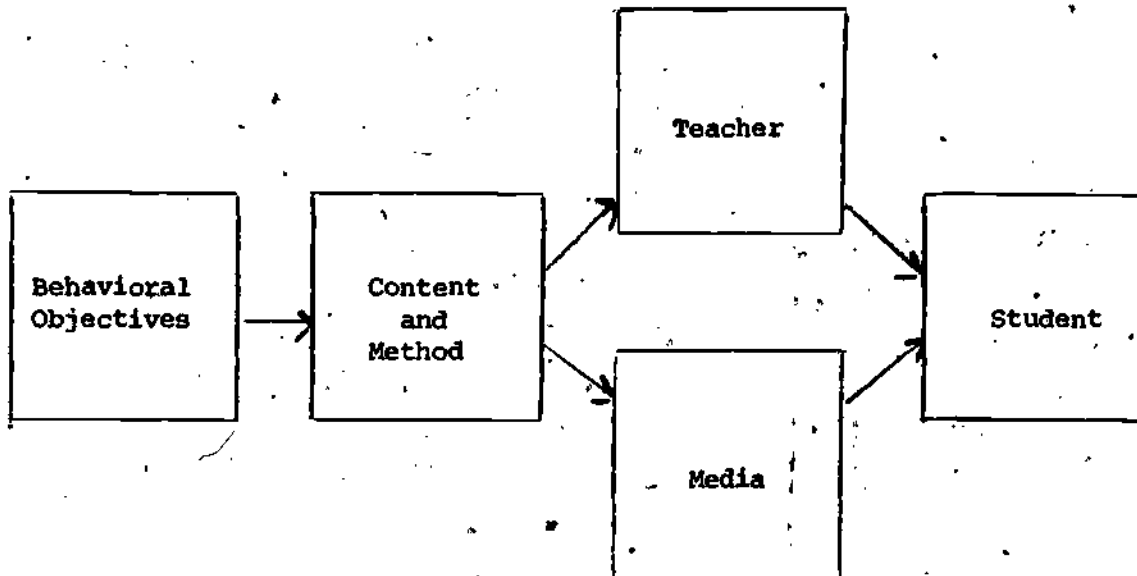 Behavioral
Objectives
Content
and
Method
Teacher
Media
Student